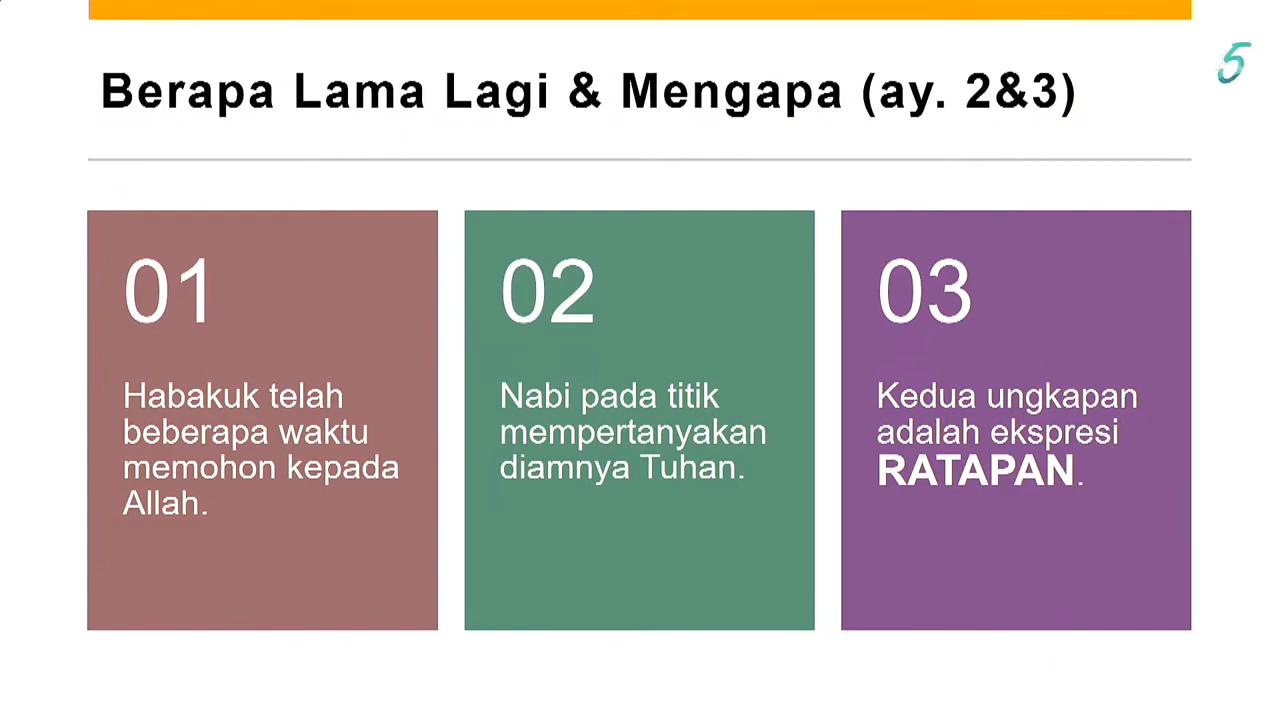 Berapa Lama Lagi & Mengapa (ay. 2&3)
5
01
Habakuk telah
beberapa waktu
memohon kepada
Allah.
02
Nabi pada titik
mempertanyakan
diamnya Tuhan.
03
Kedua ungkapan
adalah ekspresi
RATAPAN.